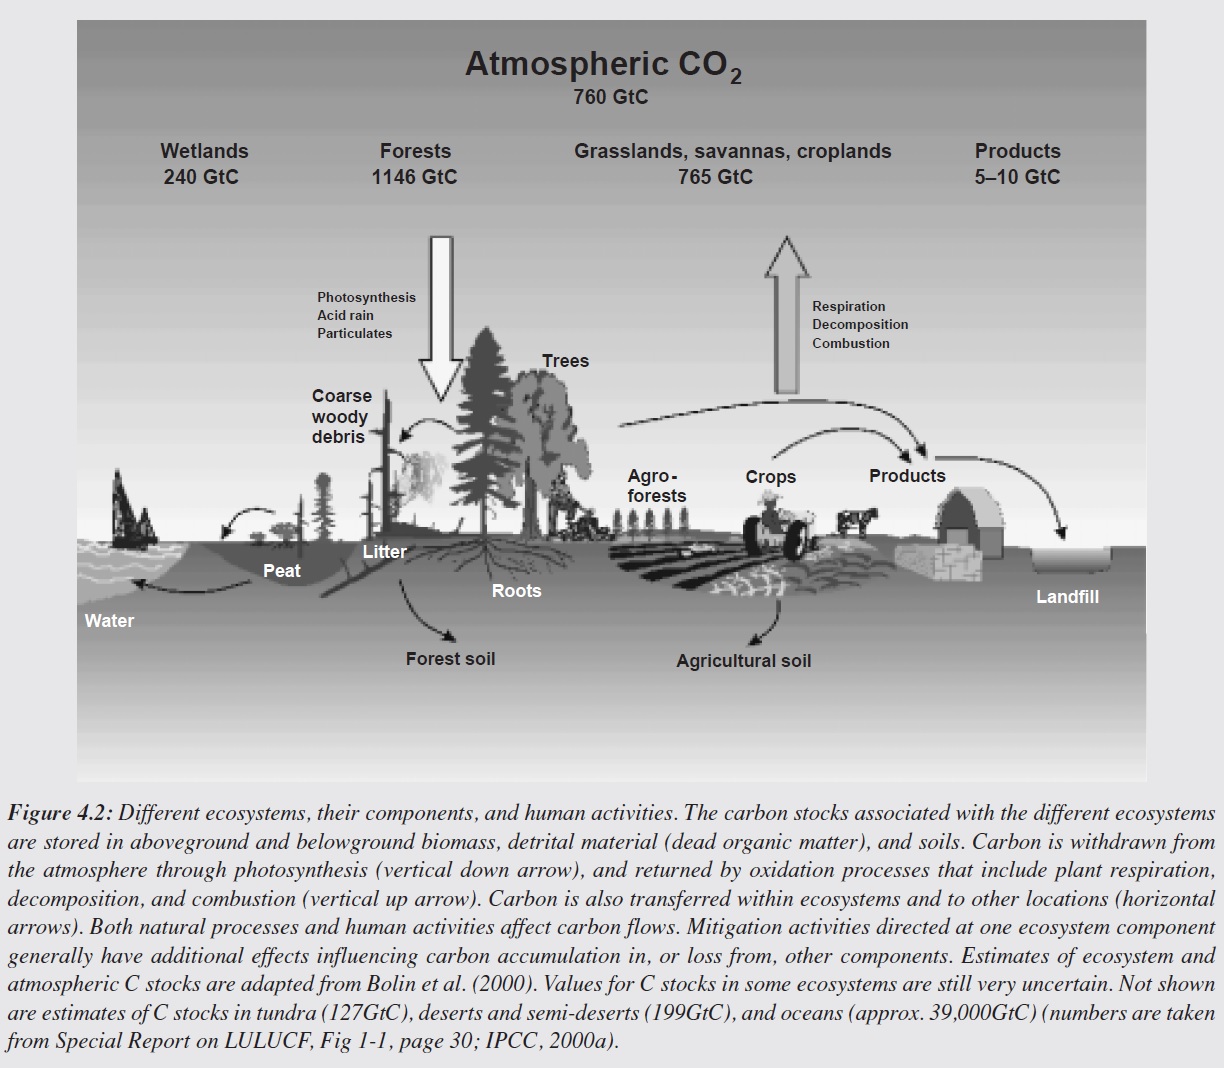 Atmospheric CO2
760 GtC
Wetlands
240 GtC
Forests
1146 GtC
Grasslands, savannas, croplands
765 GtC
Products
5–10 GtC
Photosynthesis
Acid rain
Particulates
Respiration
Decomposition
Combustion
Trees
Coarse
woody
debris
Agro-
forests
Crops
Products
Litter
Peat
Roots
Water
Landfill
Forest soil
Agricultural soil
Figure 4.2: Different ecosystems, their components, and human activities. The carbon stocks associated with the different ecosystems
are stored in aboveground and belowground biomass, detrital material (dead organic matter), and soils. Carbon is withdrawn from
the atmosphere through photosynthesis (vertical down arrow), and returned by oxidation processes that include plant respiration,
decomposition, and combustion (vertical up arrow). Carbon is also transferred within ecosystems and to other locations (horizontal
arrows). Both natural processes and human activities affect carbon flows. Mitigation activities directed at one ecosystem component
generally have additional effects influencing carbon accumulation in, or loss from, other components. Estimates of ecosystem and
atmospheric C stocks are adapted from Bolin et al. (2000). Values for C stocks in some ecosystems are still very uncertain. Not shown
are estimates of C stocks in tundra (127GtC), deserts and semi-deserts (199GtC), and oceans (approx. 39,000GtC) (numbers are taken
from Special Report on LULUCF, Fig 1-1, page 30; IPCC, 2000a).